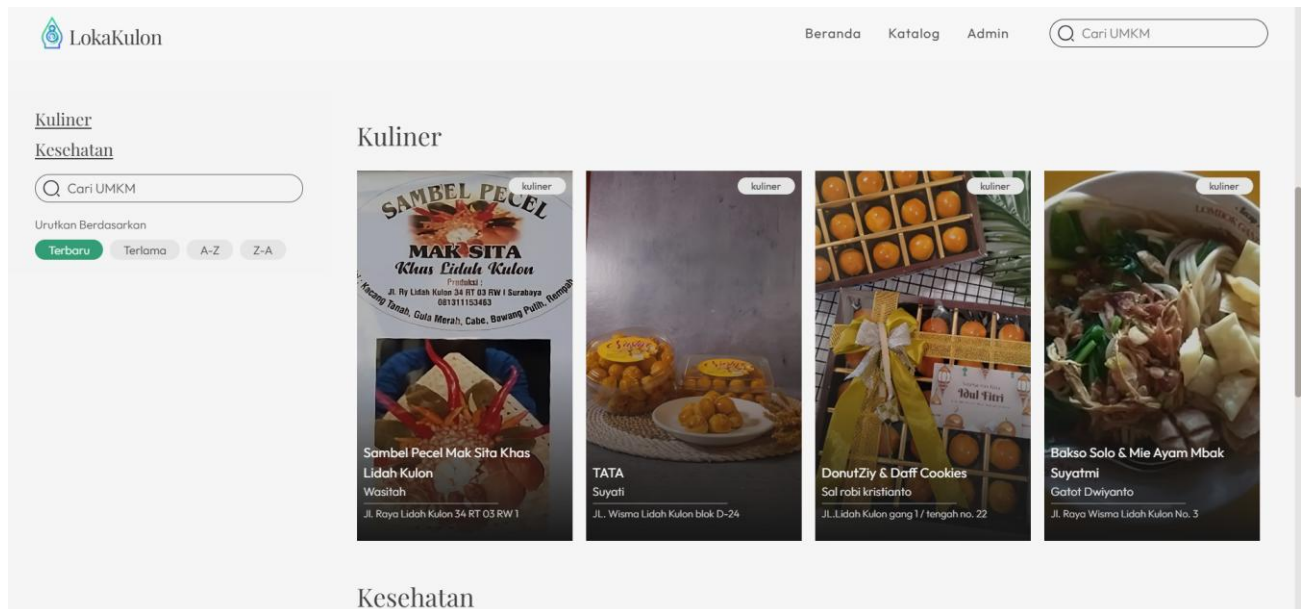 LokaKulon
Beranda Katalog Admin Cari UMKM
Kuliner
Kesehatan
Cari UMKM
Urutkan Berdasarkan
Terbaru Terlama A-Z Z-A
Kuliner
kuliner
SAMBEL PECEL
MAK SITA
Khas Lidah Kulon
Produksi :
Jl. Ry Lidah Kulon 34 RT 03 RW I Surabaya
081311153463
: Kacang Tanah, Gula Merah, Cabe, Bawang Putih, Rempah
Sambel Pecel Mak Sita Khas
Lidah Kulon
Wasitah
Jl. Raya Lidah Kulon 34 RT 03 RW 1
kuliner
TATA
Suyati
JL. Wisma Lidah Kulon blok D-24
kuliner
Idul Fitri
DonutZiy & Daff Cookies
Sal robi kristianto
JL.Lidah Kulon gang 1 / tengah no. 22
kuliner
Bakso Solo & Mie Ayam Mbak
Suyatmi
Gatot Dwiyanto
Jl. Raya Wisma Lidah Kulon No. 3
Kesehatan